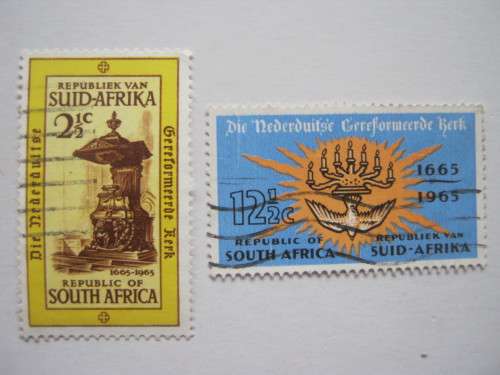 REPUBLIEK VAN
SUID-AFRIKA
2½c
Die Nederduitse
Gereformeerde Kerk
1665-1965
REPUBLIC OF
SOUTH AFRICA
Die Nederduitse Gereformeerde Kerk
1665
1965
12½c
REPUBLIC OF
SOUTH AFRICA
REPUBLIEK VAN
SUID-AFRIKA